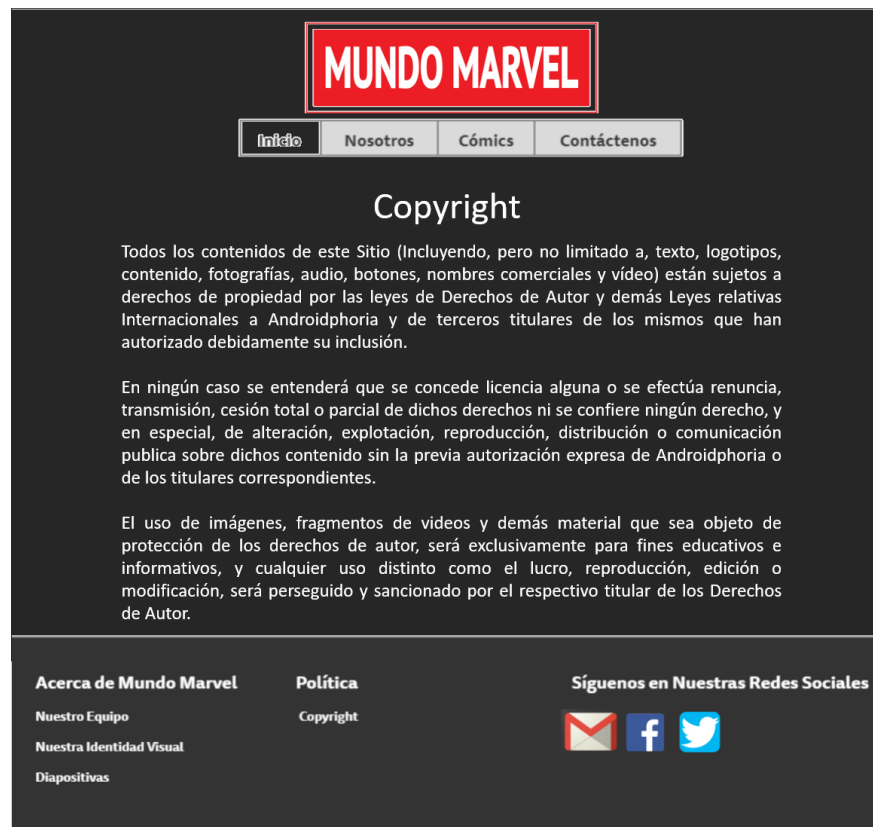 MUNDO MARVEL
Inicio Nosotros Cómics Contáctenos
Copyright
Todos los contenidos de este Sitio (Incluyendo, pero no limitado a, texto, logotipos,
contenido, fotografías, audio, botones, nombres comerciales y vídeo) están sujetos a
derechos de propiedad por las leyes de Derechos de Autor y demás Leyes relativas
Internacionales a Androidphoria y de terceros titulares de los mismos que han
autorizado debidamente su inclusión.
En ningún caso se entenderá que se concede licencia alguna o se efectúa renuncia,
transmisión, cesión total o parcial de dichos derechos ni se confiere ningún derecho, y
en especial, de alteración, explotación, reproducción, distribución o comunicación
publica sobre dichos contenido sin la previa autorización expresa de Androidphoria o
de los titulares correspondientes.
El uso de imágenes, fragmentos de videos y demás material que sea objeto de
protección de los derechos de autor, será exclusivamente para fines educativos e
informativos, y cualquier uso distinto como el lucro, reproducción, edición o
modificación, será perseguido y sancionado por el respectivo titular de los Derechos
de Autor.
Acerca de Mundo Marvel Política Síguenos en Nuestras Redes Sociales
Nuestro Equipo Copyright
Nuestra Identidad Visual
Diapositivas